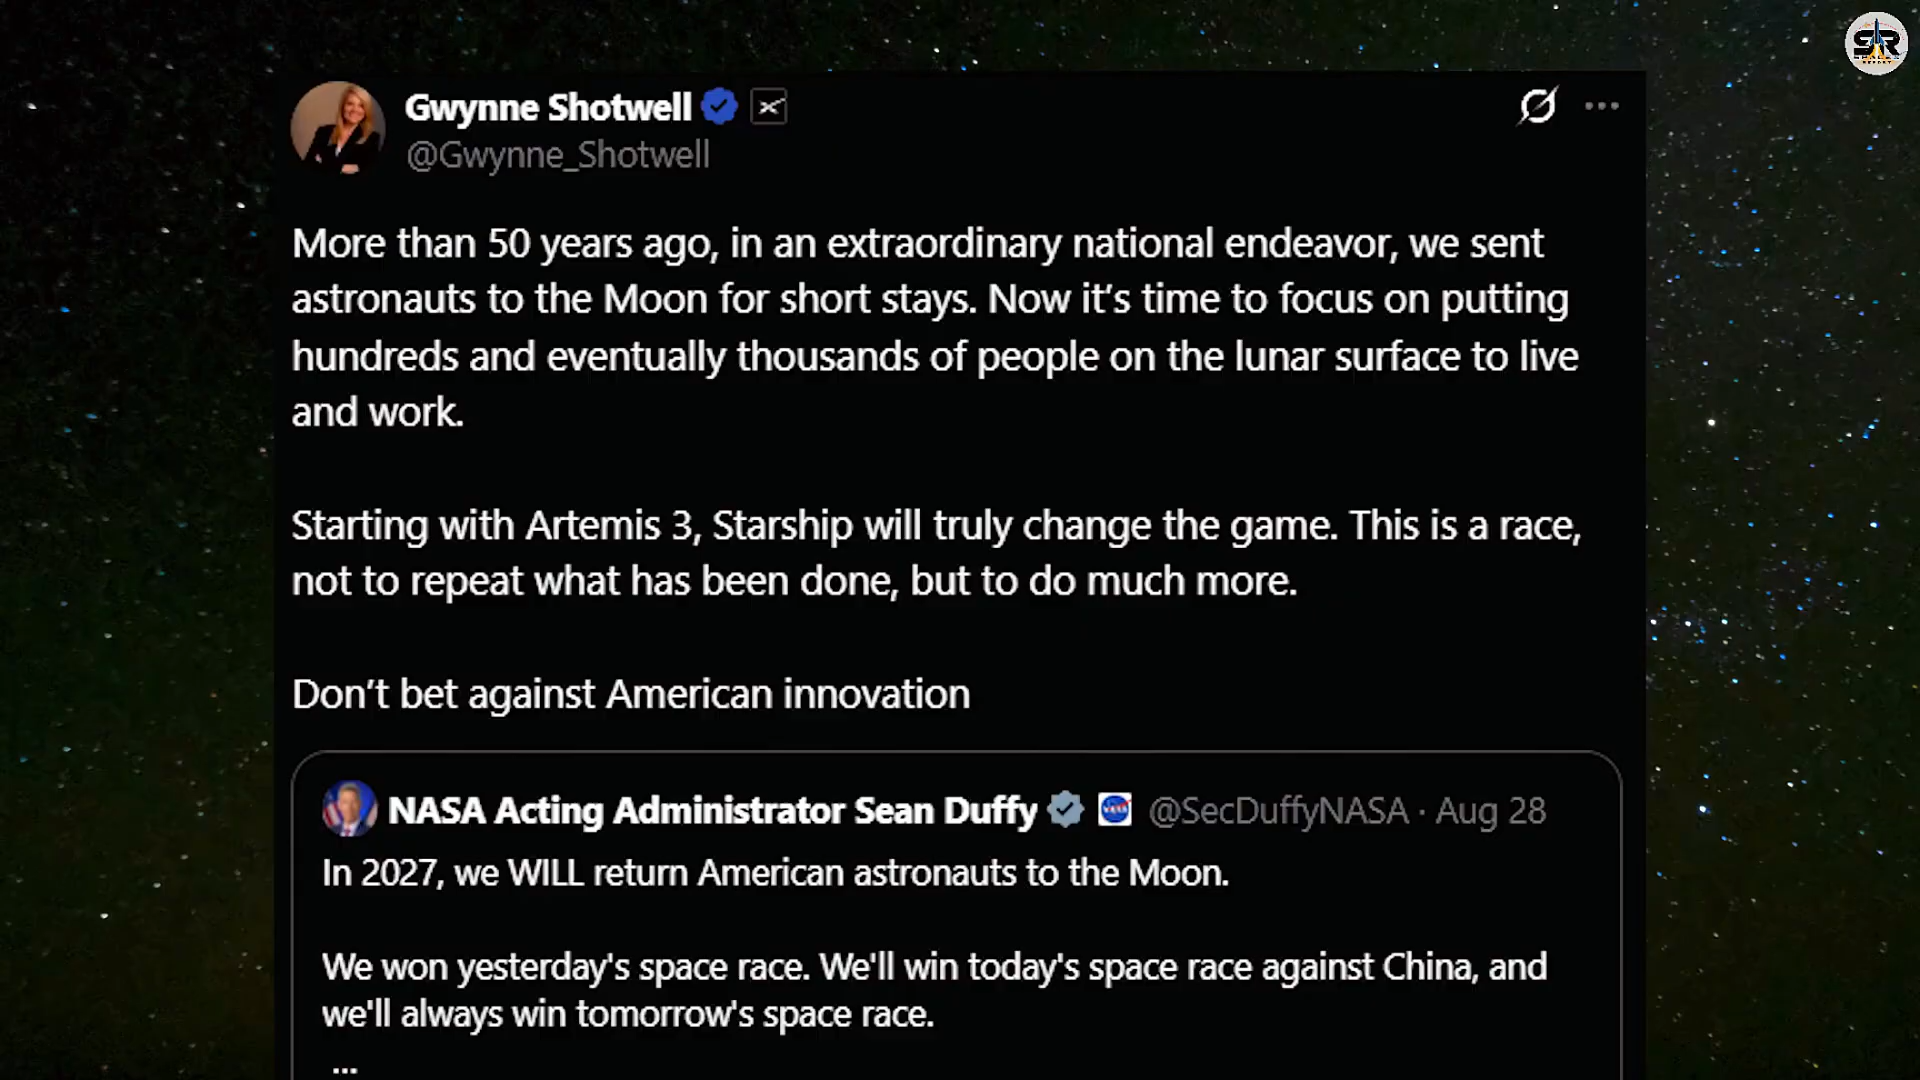 Gwynne Shotwell
@Gwynne_Shotwell
More than 50 years ago, in an extraordinary national endeavor, we sent
astronauts to the Moon for short stays. Now it’s time to focus on putting
hundreds and eventually thousands of people on the lunar surface to live
and work.
Starting with Artemis 3, Starship will truly change the game. This is a race,
not to repeat what has been done, but to do much more.
Don’t bet against American innovation
NASA Acting Administrator Sean Duffy @SecDuffyNASA · Aug 28
In 2027, we WILL return American astronauts to the Moon.
We won yesterday's space race. We'll win today's space race against China, and
we'll always win tomorrow's space race.
...